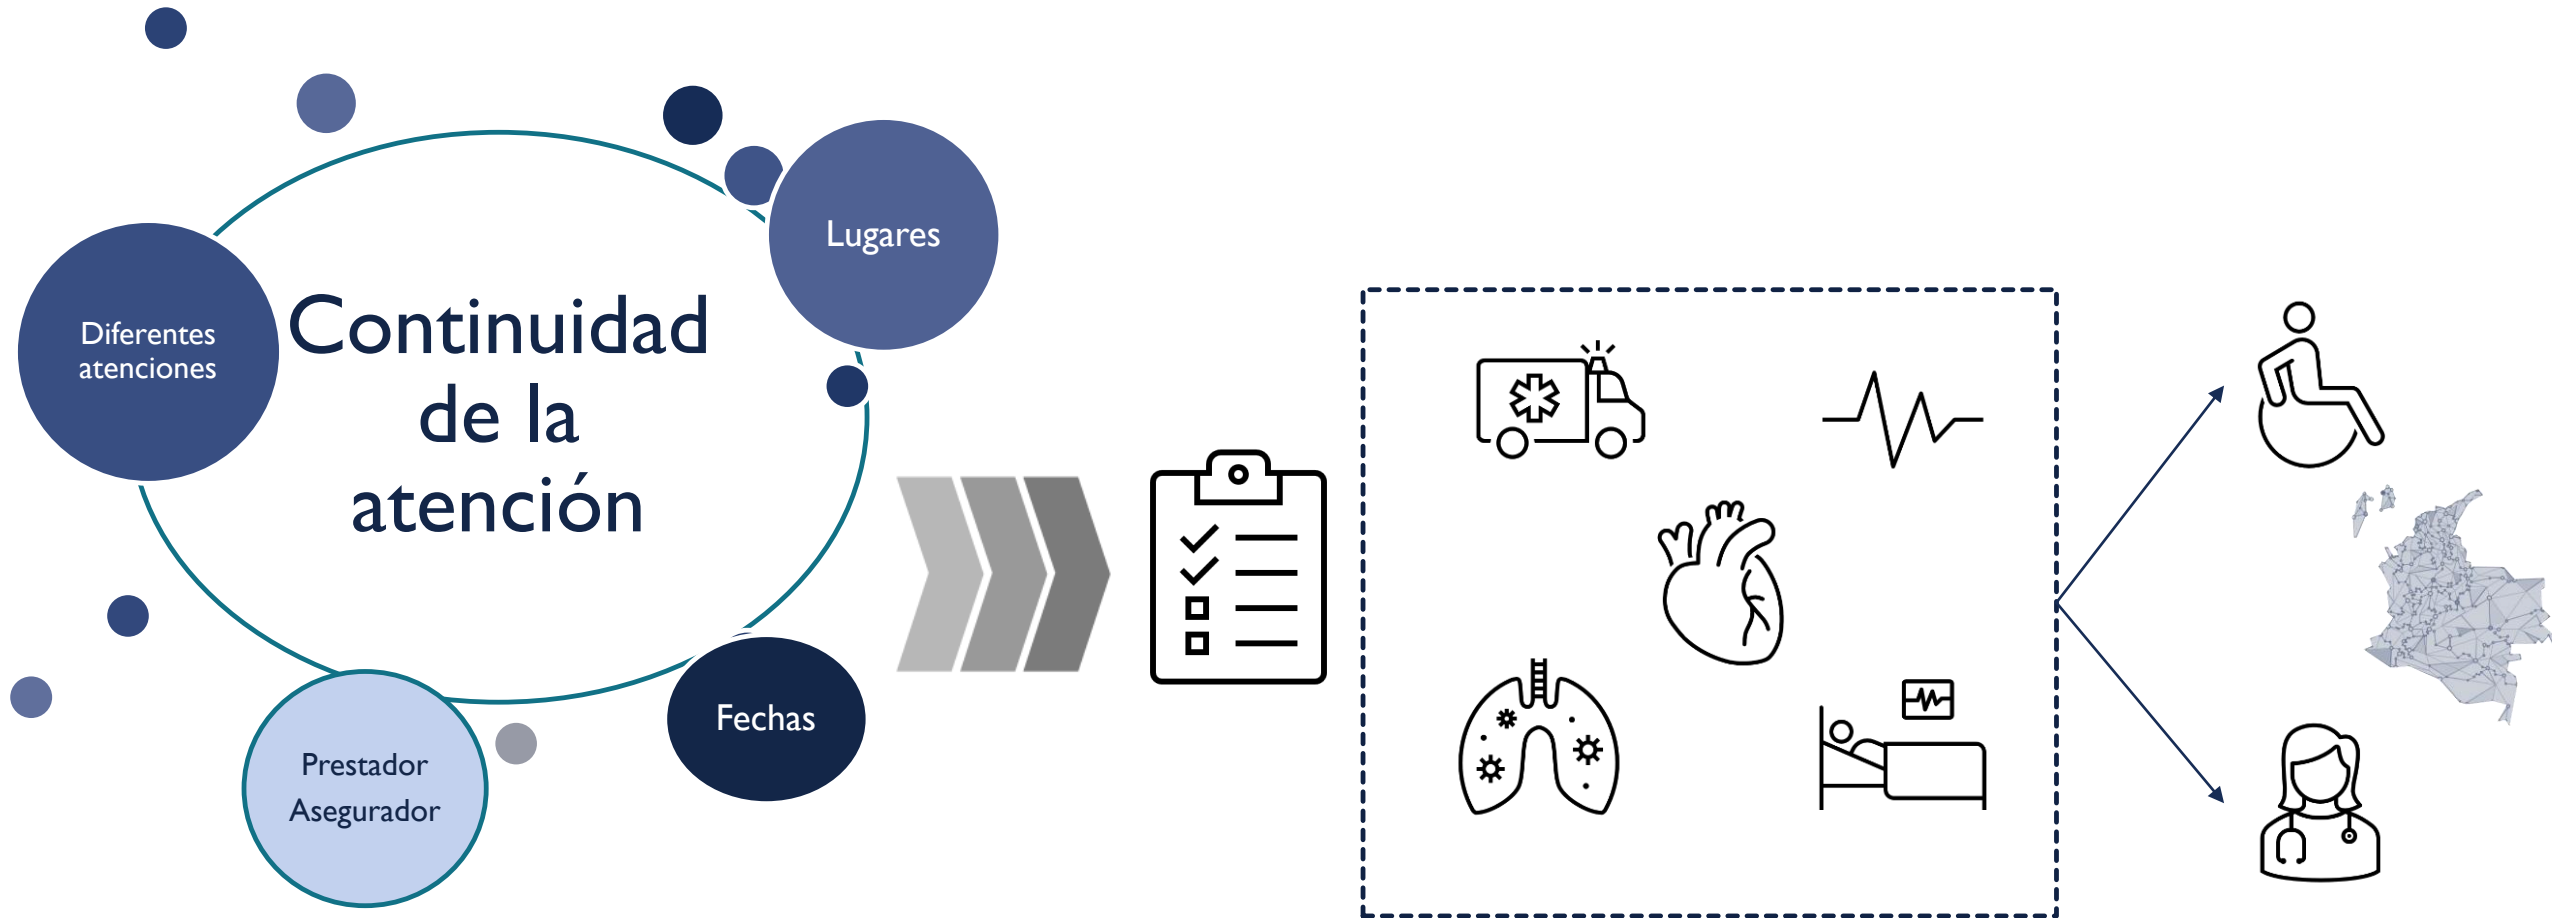 Continuidad
de la
atención
Diferentes
atenciones
Lugares
Fechas
Prestador
Asegurador